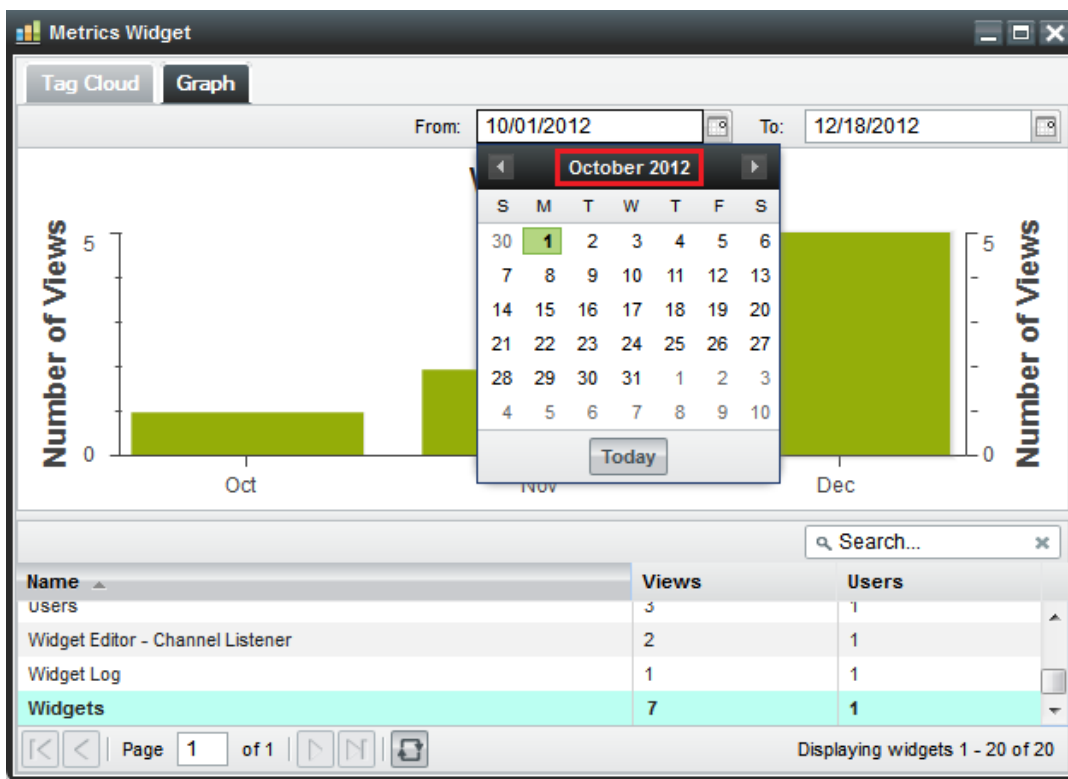 Metrics Widget
Tag Cloud Graph
From: 10/01/2012 To: 12/18/2012
October 2012
S M T W T F S
30 1 2 3 4 5 6
7 8 9 10 11 12 13
14 15 16 17 18 19 20
21 22 23 24 25 26 27
28 29 30 31 1 2 3
4 5 6 7 8 9 10
Today
Number of Views
5
0
Oct Nov Dec
5
0
Number of Views
Search...
Name Views Users
Users 3 1
Widget Editor - Channel Listener 2 1
Widget Log 1 1
Widgets 7 1
Page 1 of 1 Displaying widgets 1 - 20 of 20